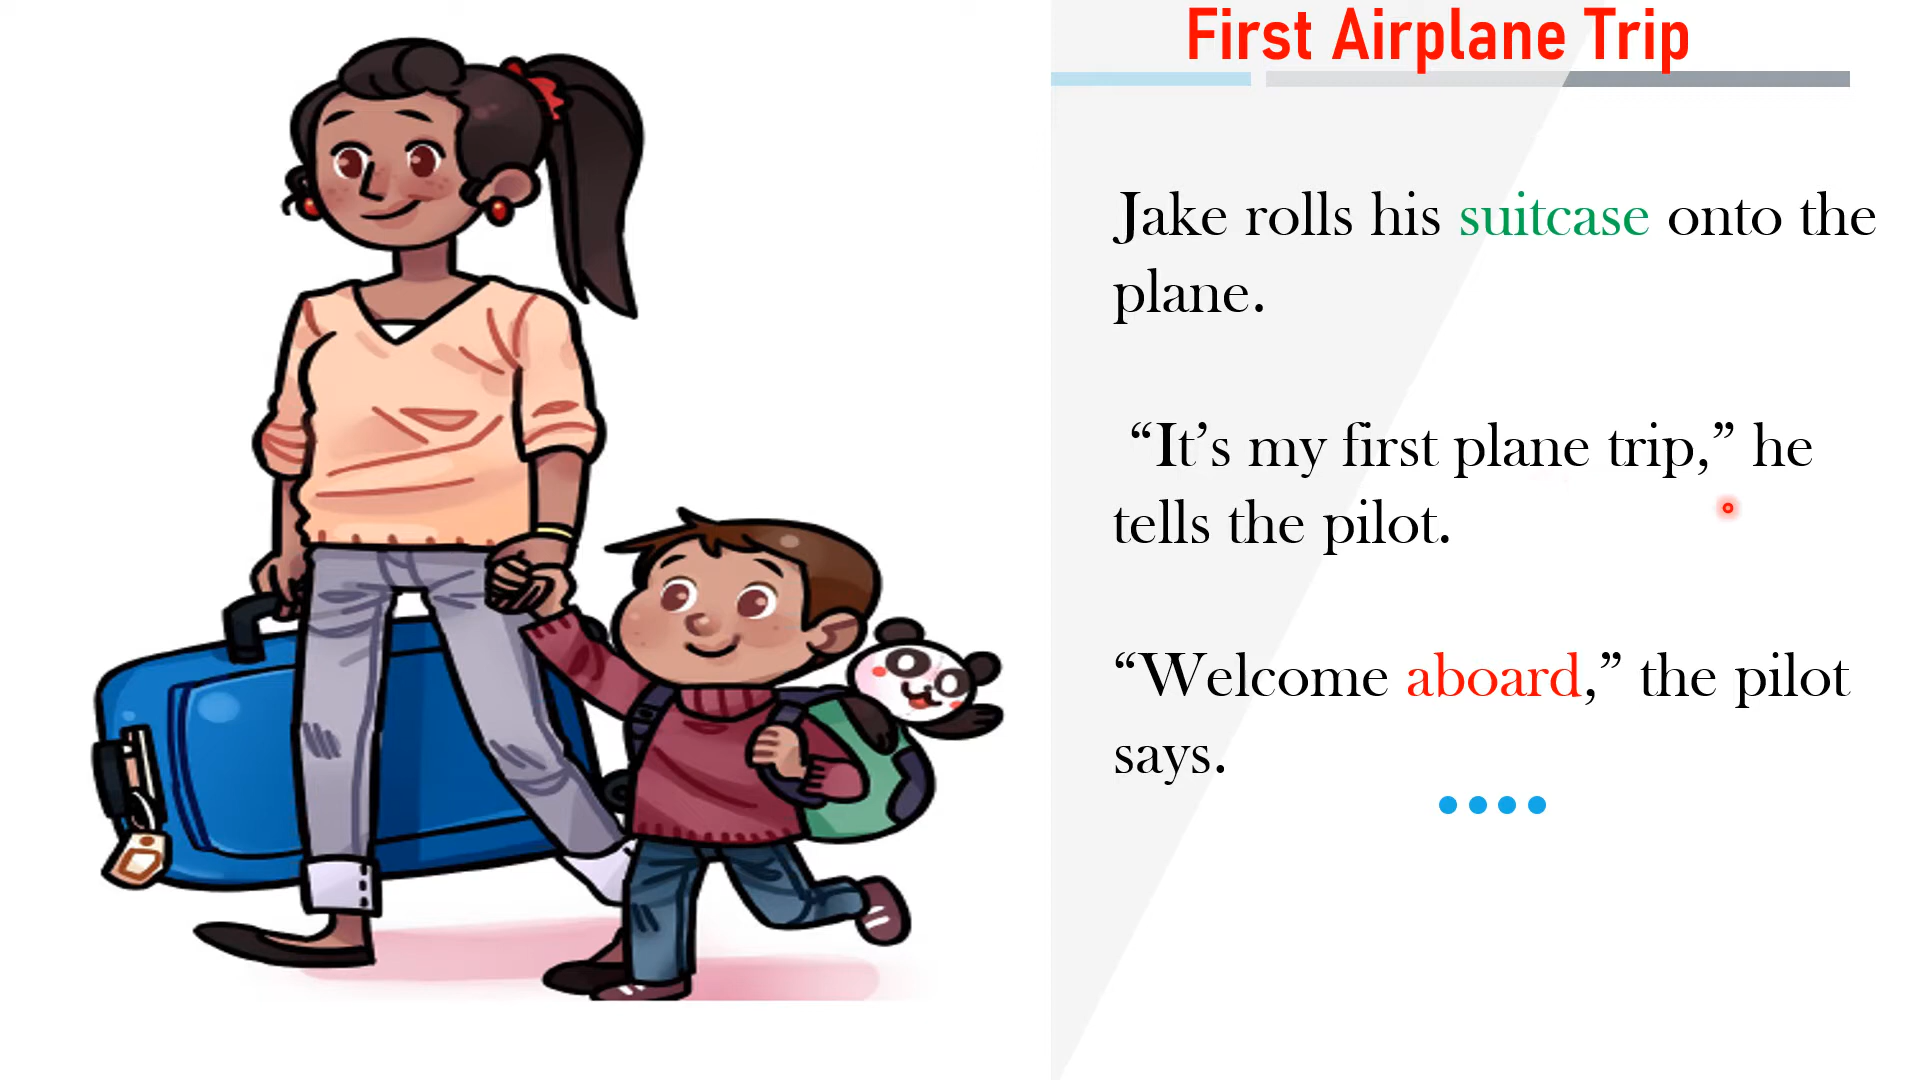 First Airplane Trip
Jake rolls his suitcase onto the
plane.
“It’s my first plane trip,” he
tells the pilot.
“Welcome aboard,” the pilot
says.